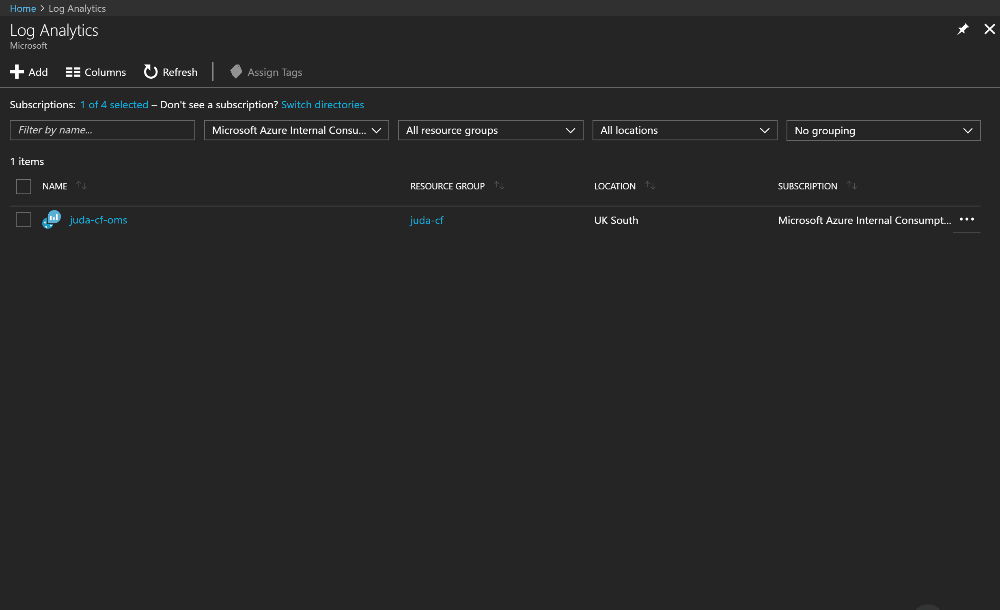 Home > Log Analytics
Log Analytics
Microsoft
Add Columns Refresh Assign Tags
Subscriptions: 1 of 4 selected – Don't see a subscription? Switch directories
Filter by name... Microsoft Azure Internal Consu... All resource groups All locations No grouping
1 items
NAME RESOURCE GROUP LOCATION SUBSCRIPTION
juda-cf-oms juda-cf UK South Microsoft Azure Internal Consumpt... ...